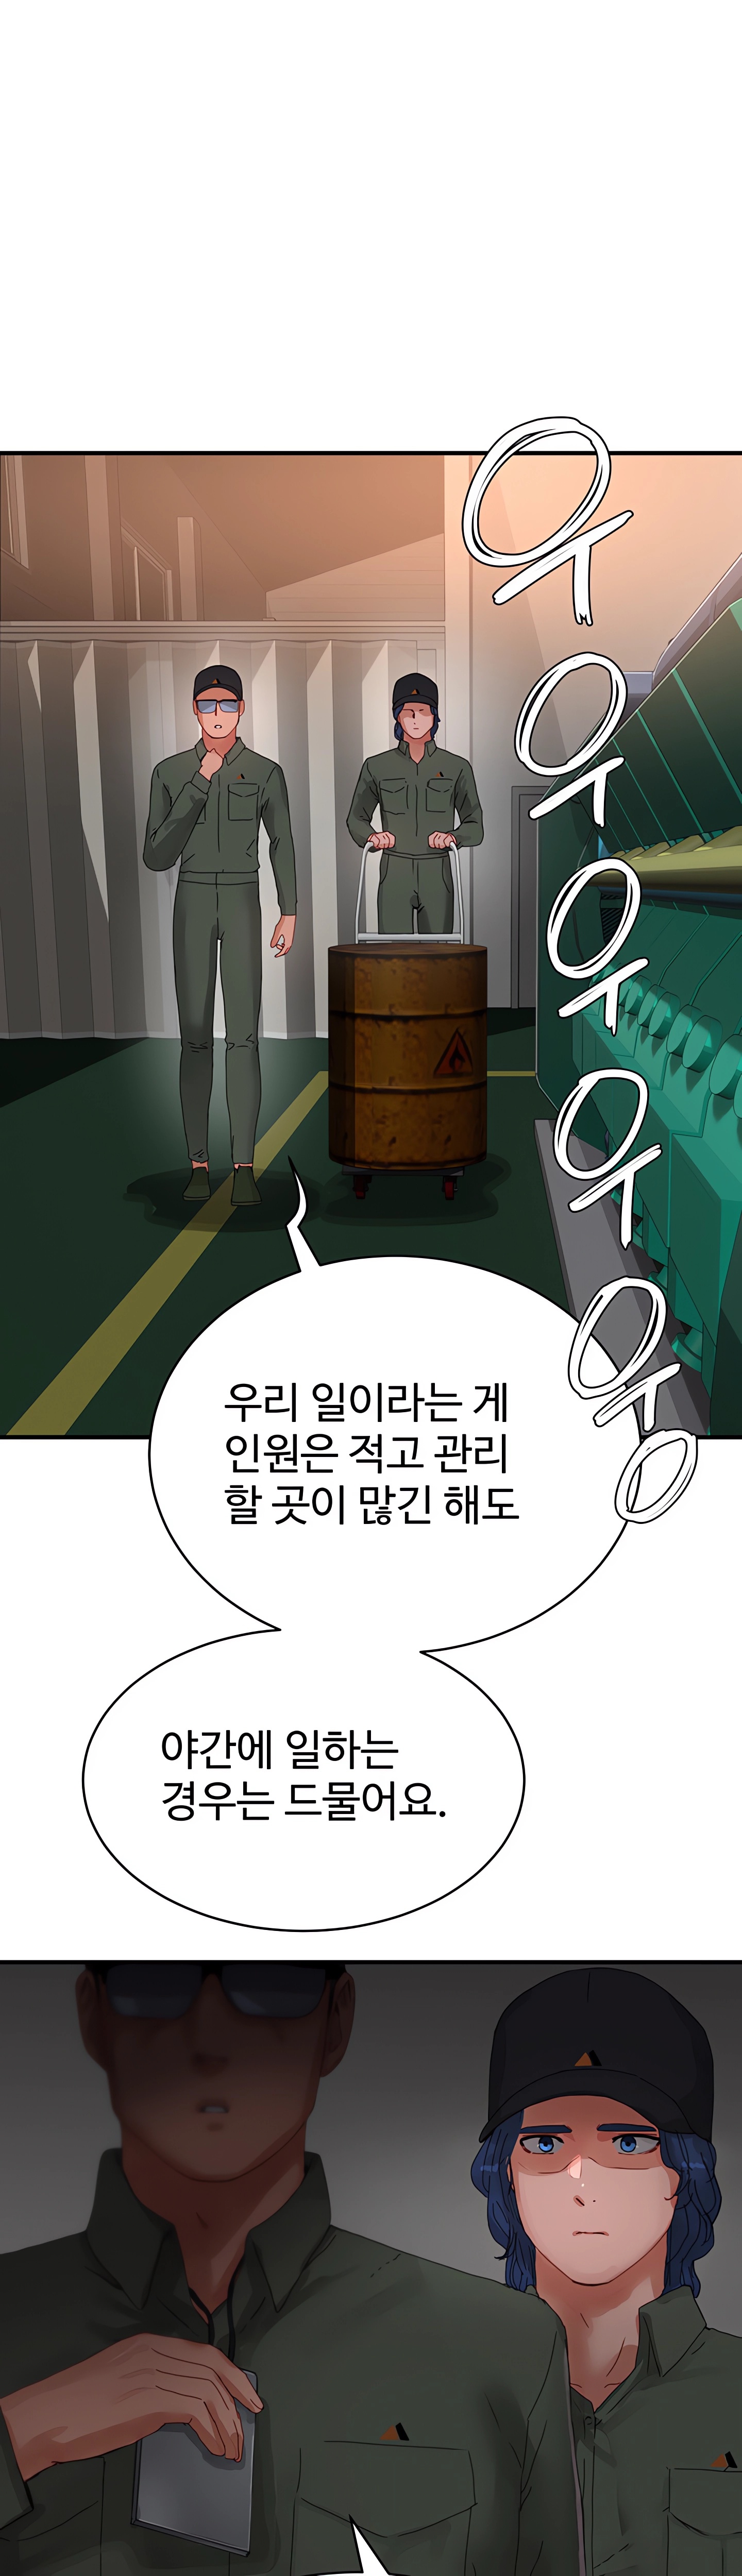 우
우
우
우
우
웅
우리 일이라는 게
인원은 적고 관리
할 곳이 많긴 해도
야간에 일하는
경우는 드물어요.